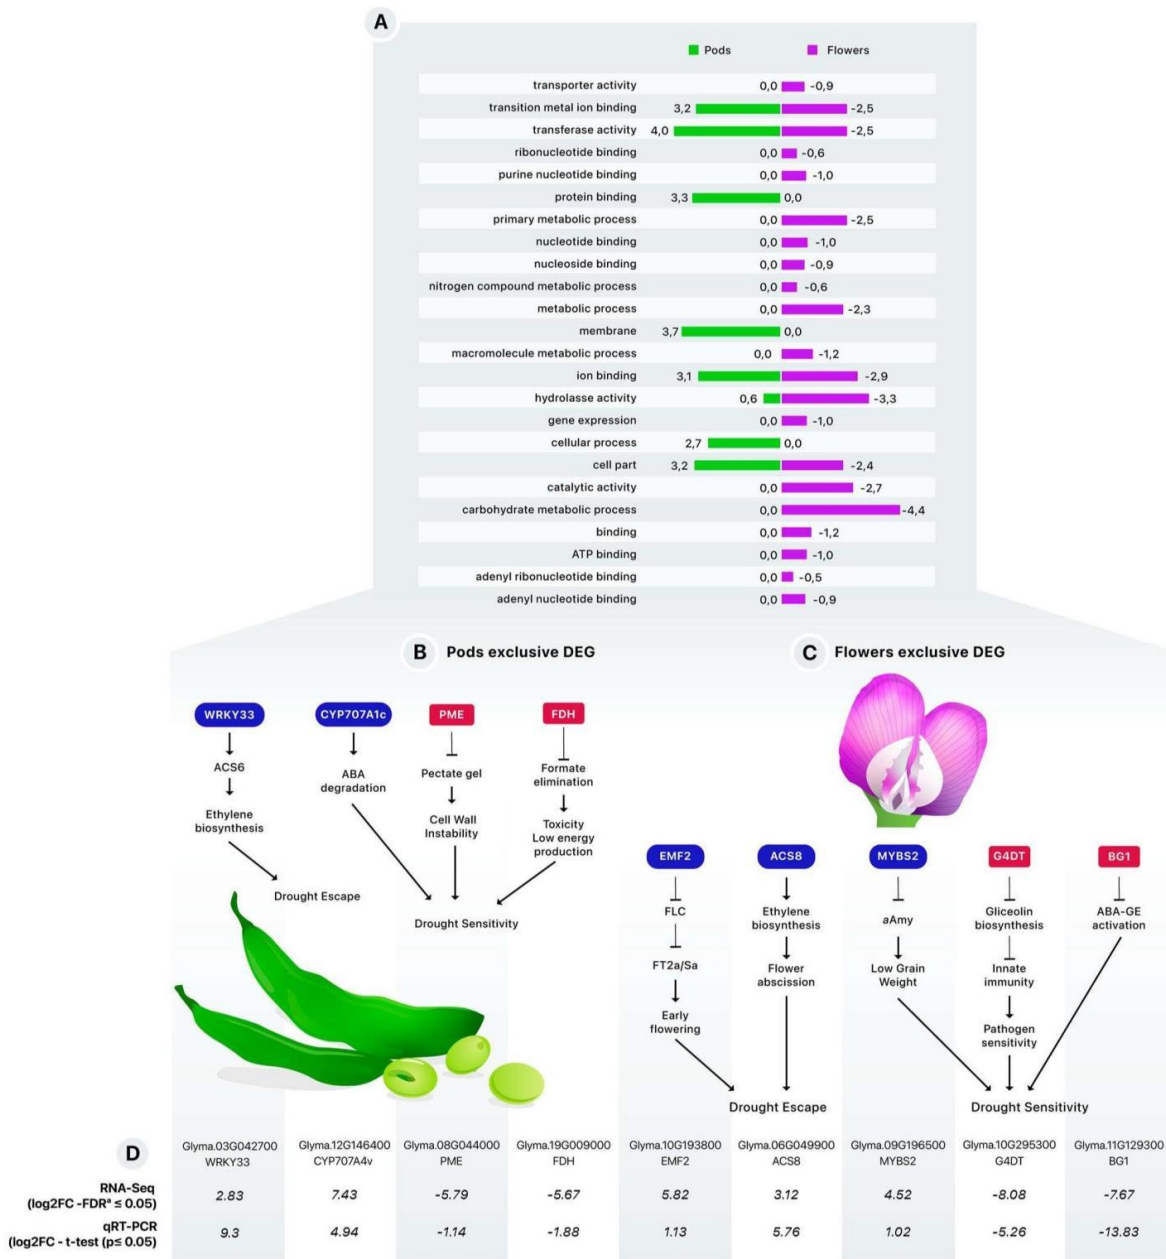 A
Pods Flowers
transporter activity 0,0 -0,9
transition metal ion binding 3,2 -2,5
transferase activity 4,0 -2,5
ribonucleotide binding 0,0 -0,6
purine nucleotide binding 0,0 -1,0
protein binding 3,3 0,0
primary metabolic process 0,0 -2,5
nucleotide binding 0,0 -1,0
nucleoside binding 0,0 -0,9
nitrogen compound metabolic process 0,0 -0,6
metabolic process 0,0 -2,3
membrane 3,7 0,0
macromolecule metabolic process 0,0 -1,2
ion binding 3,1 -2,9
hydrolasse activity 0,6 -3,3
gene expression 0,0 -1,0
cellular process 2,7 0,0
cell part 3,2 -2,4
catalytic activity 0,0 -2,7
carbohydrate metabolic process 0,0 -4,4
binding 0,0 -1,2
ATP binding 0,0 -1,0
adenyl ribonucleotide binding 0,0 -0,5
adenyl nucleotide binding 0,0 -0,9
B Pods exclusive DEG
WRKY33 CYP707A1c PME FDH
ACS6
Ethylene
biosynthesis
ABA
degradation
Pectate gel
Cell Wall
Instability
Formate
elimination
Toxicity
Low energy
production
Drought Escape
Drought Sensitivity
C Flowers exclusive DEG
EMF2 ACS8 MYBS2 G4DT BG1
FLC
FT2a/Sa
Early
flowering
Ethylene
biosynthesis
Flower
abscission
aAmy
Low Grain
Weight
Gliceolin
biosynthesis
Innate
immunity
Pathogen
sensitivity
ABA-GE
activation
Drought Escape
Drought Sensitivity
D
Glyma.03G042700 Glyma.12G146400 Glyma.08G044000 Glyma.19G009000 Glyma.10G193800 Glyma.06G049900 Glyma.09G196500 Glyma.10G295300 Glyma.11G129300
WRKY33 CYP707A4v PME FDH EMF2 ACS8 MYBS2 G4DT BG1
RNA-Seq
(log2FC -FDRª ≤ 0.05) 2.83 7.43 -5.79 -5.67 5.82 3.12 4.52 -8.08 -7.67
qRT-PCR
(log2FC - t-test (p≤ 0.05) 9.3 4.94 -1.14 -1.88 1.13 5.76 1.02 -5.26 -13.83